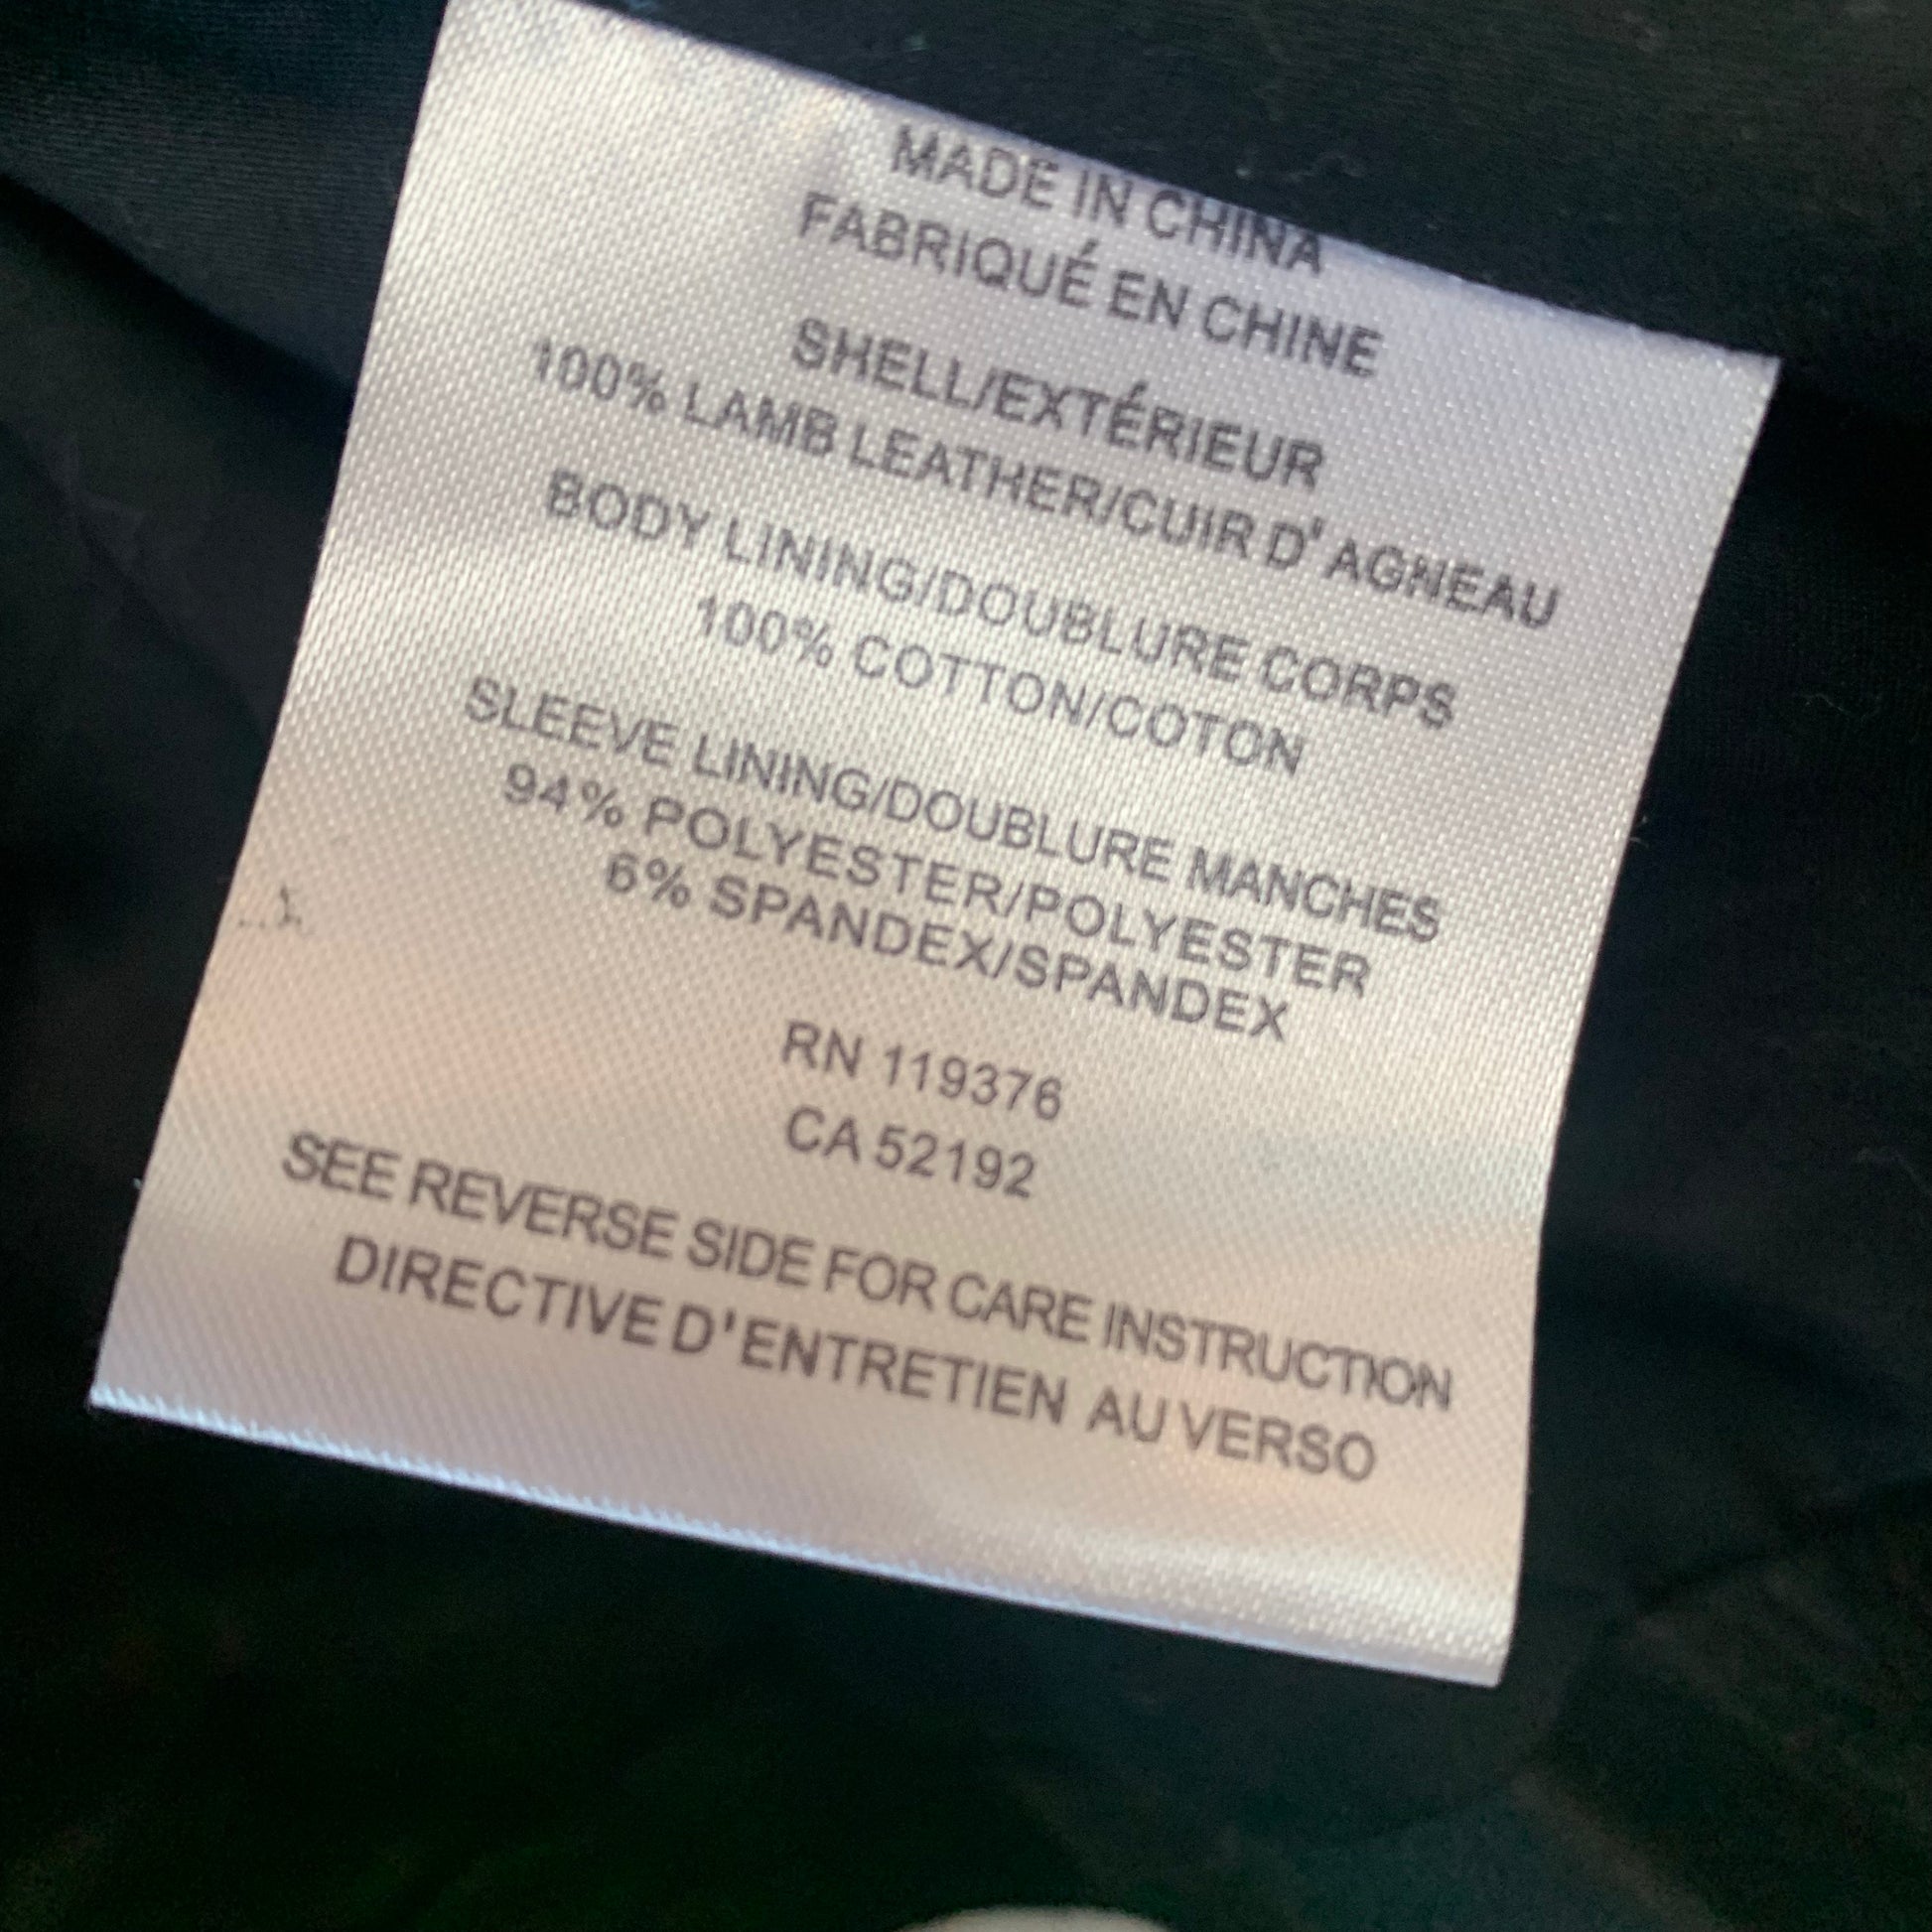 MADE IN CHINA
FABRIQUÉ EN CHINE
SHELL/EXTÉRIEUR
100% LAMB LEATHER/CUIR D' AGNEAU
BODY LINING/DOUBLURE CORPS
100% COTTON/COTON
SLEEVE LINING/DOUBLURE MANCHES
94% POLYESTER/POLYESTER
6% SPANDEX/SPANDEX
RN 119376
CA 52192
SEE REVERSE SIDE FOR CARE INSTRUCTION
DIRECTIVE D'ENTRETIEN AU VERSO